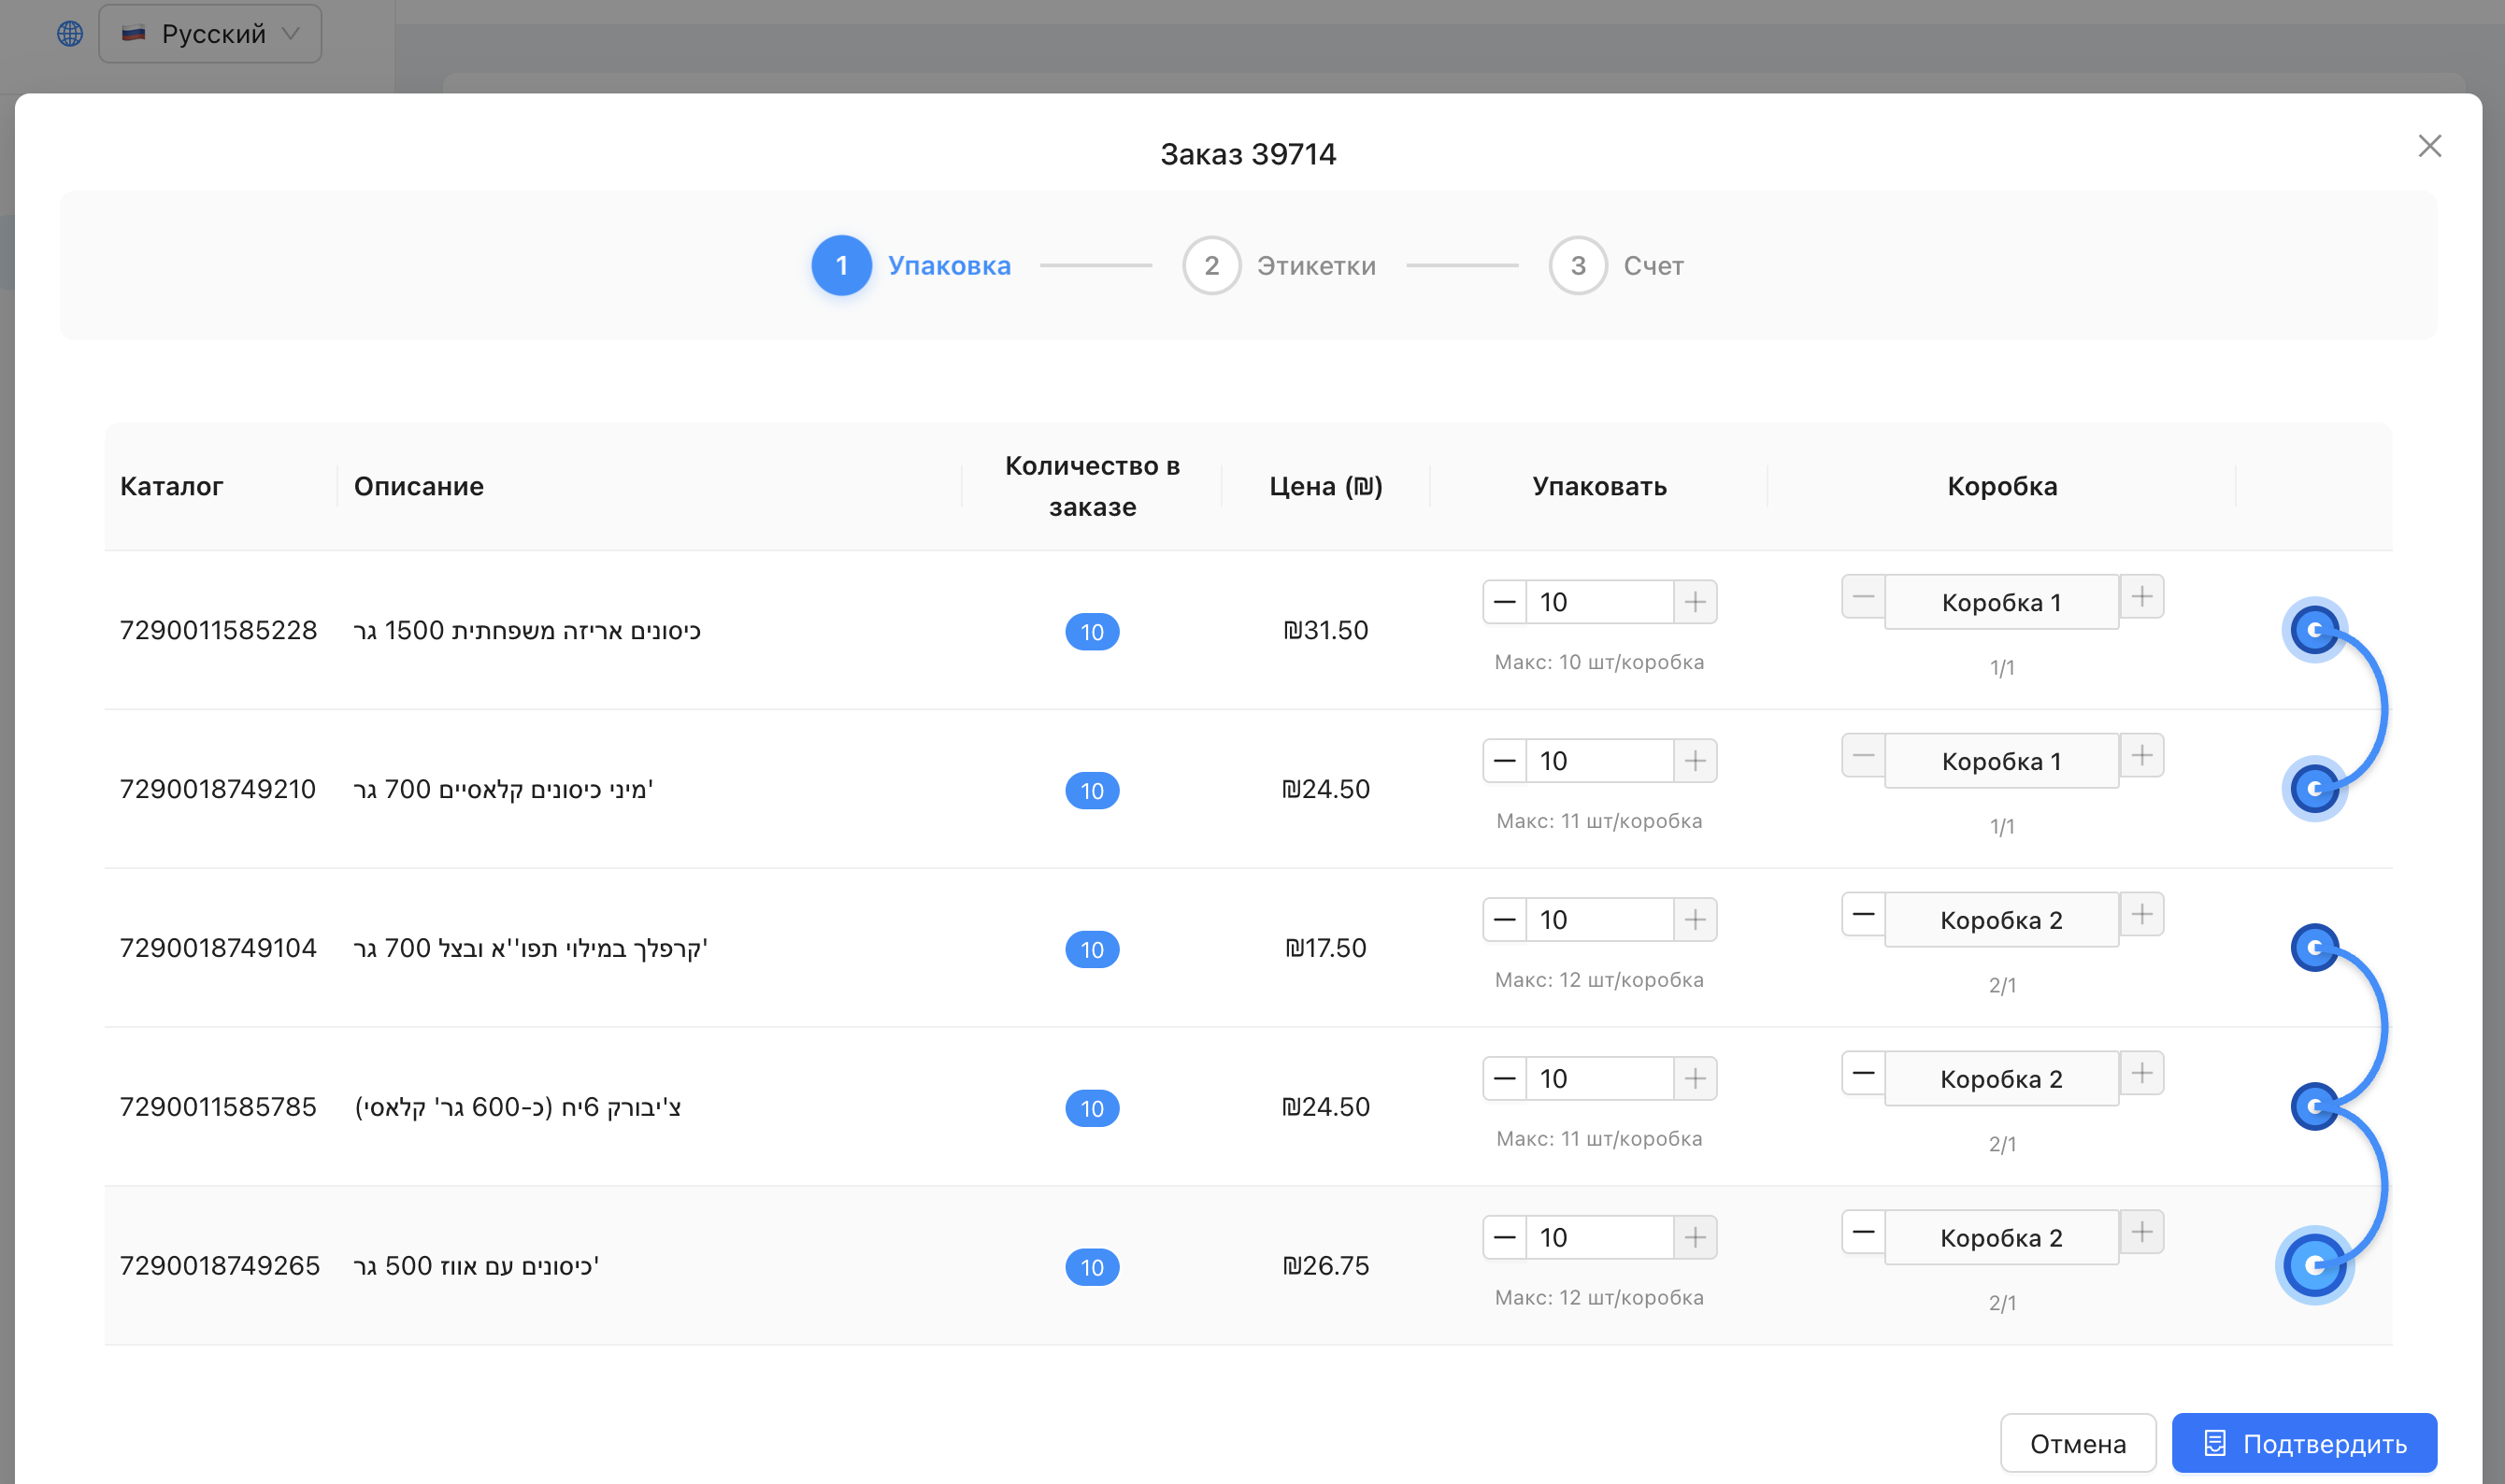 Русский
Заказ 39714
1 Упаковка 2 Этикетки 3 Счет
Каталог Описание Количество в заказе Цена (₪) Упаковать Коробка
7290011585228 כיסונים אריזה משפחתית 1500 גר 10 ₪31.50 10 Коробка 1
Макс: 10 шт/коробка 1/1
7290018749210 מיני כיסונים קלאסיים 700 גר' 10 ₪24.50 10 Коробка 1
Макс: 11 шт/коробка 1/1
7290018749104 קרפלך במילוי תפו''א ובצל 700 גר' 10 ₪17.50 10 Коробка 2
Макс: 12 шт/коробка 2/1
7290011585785 צ'יבורק 6יח (כ-600 גר' קלאסי) 10 ₪24.50 10 Коробка 2
Макс: 11 шт/коробка 2/1
7290018749265 כיסונים עם אווז 500 גר' 10 ₪26.75 10 Коробка 2
Макс: 12 шт/коробка 2/1
Отмена Подтвердить